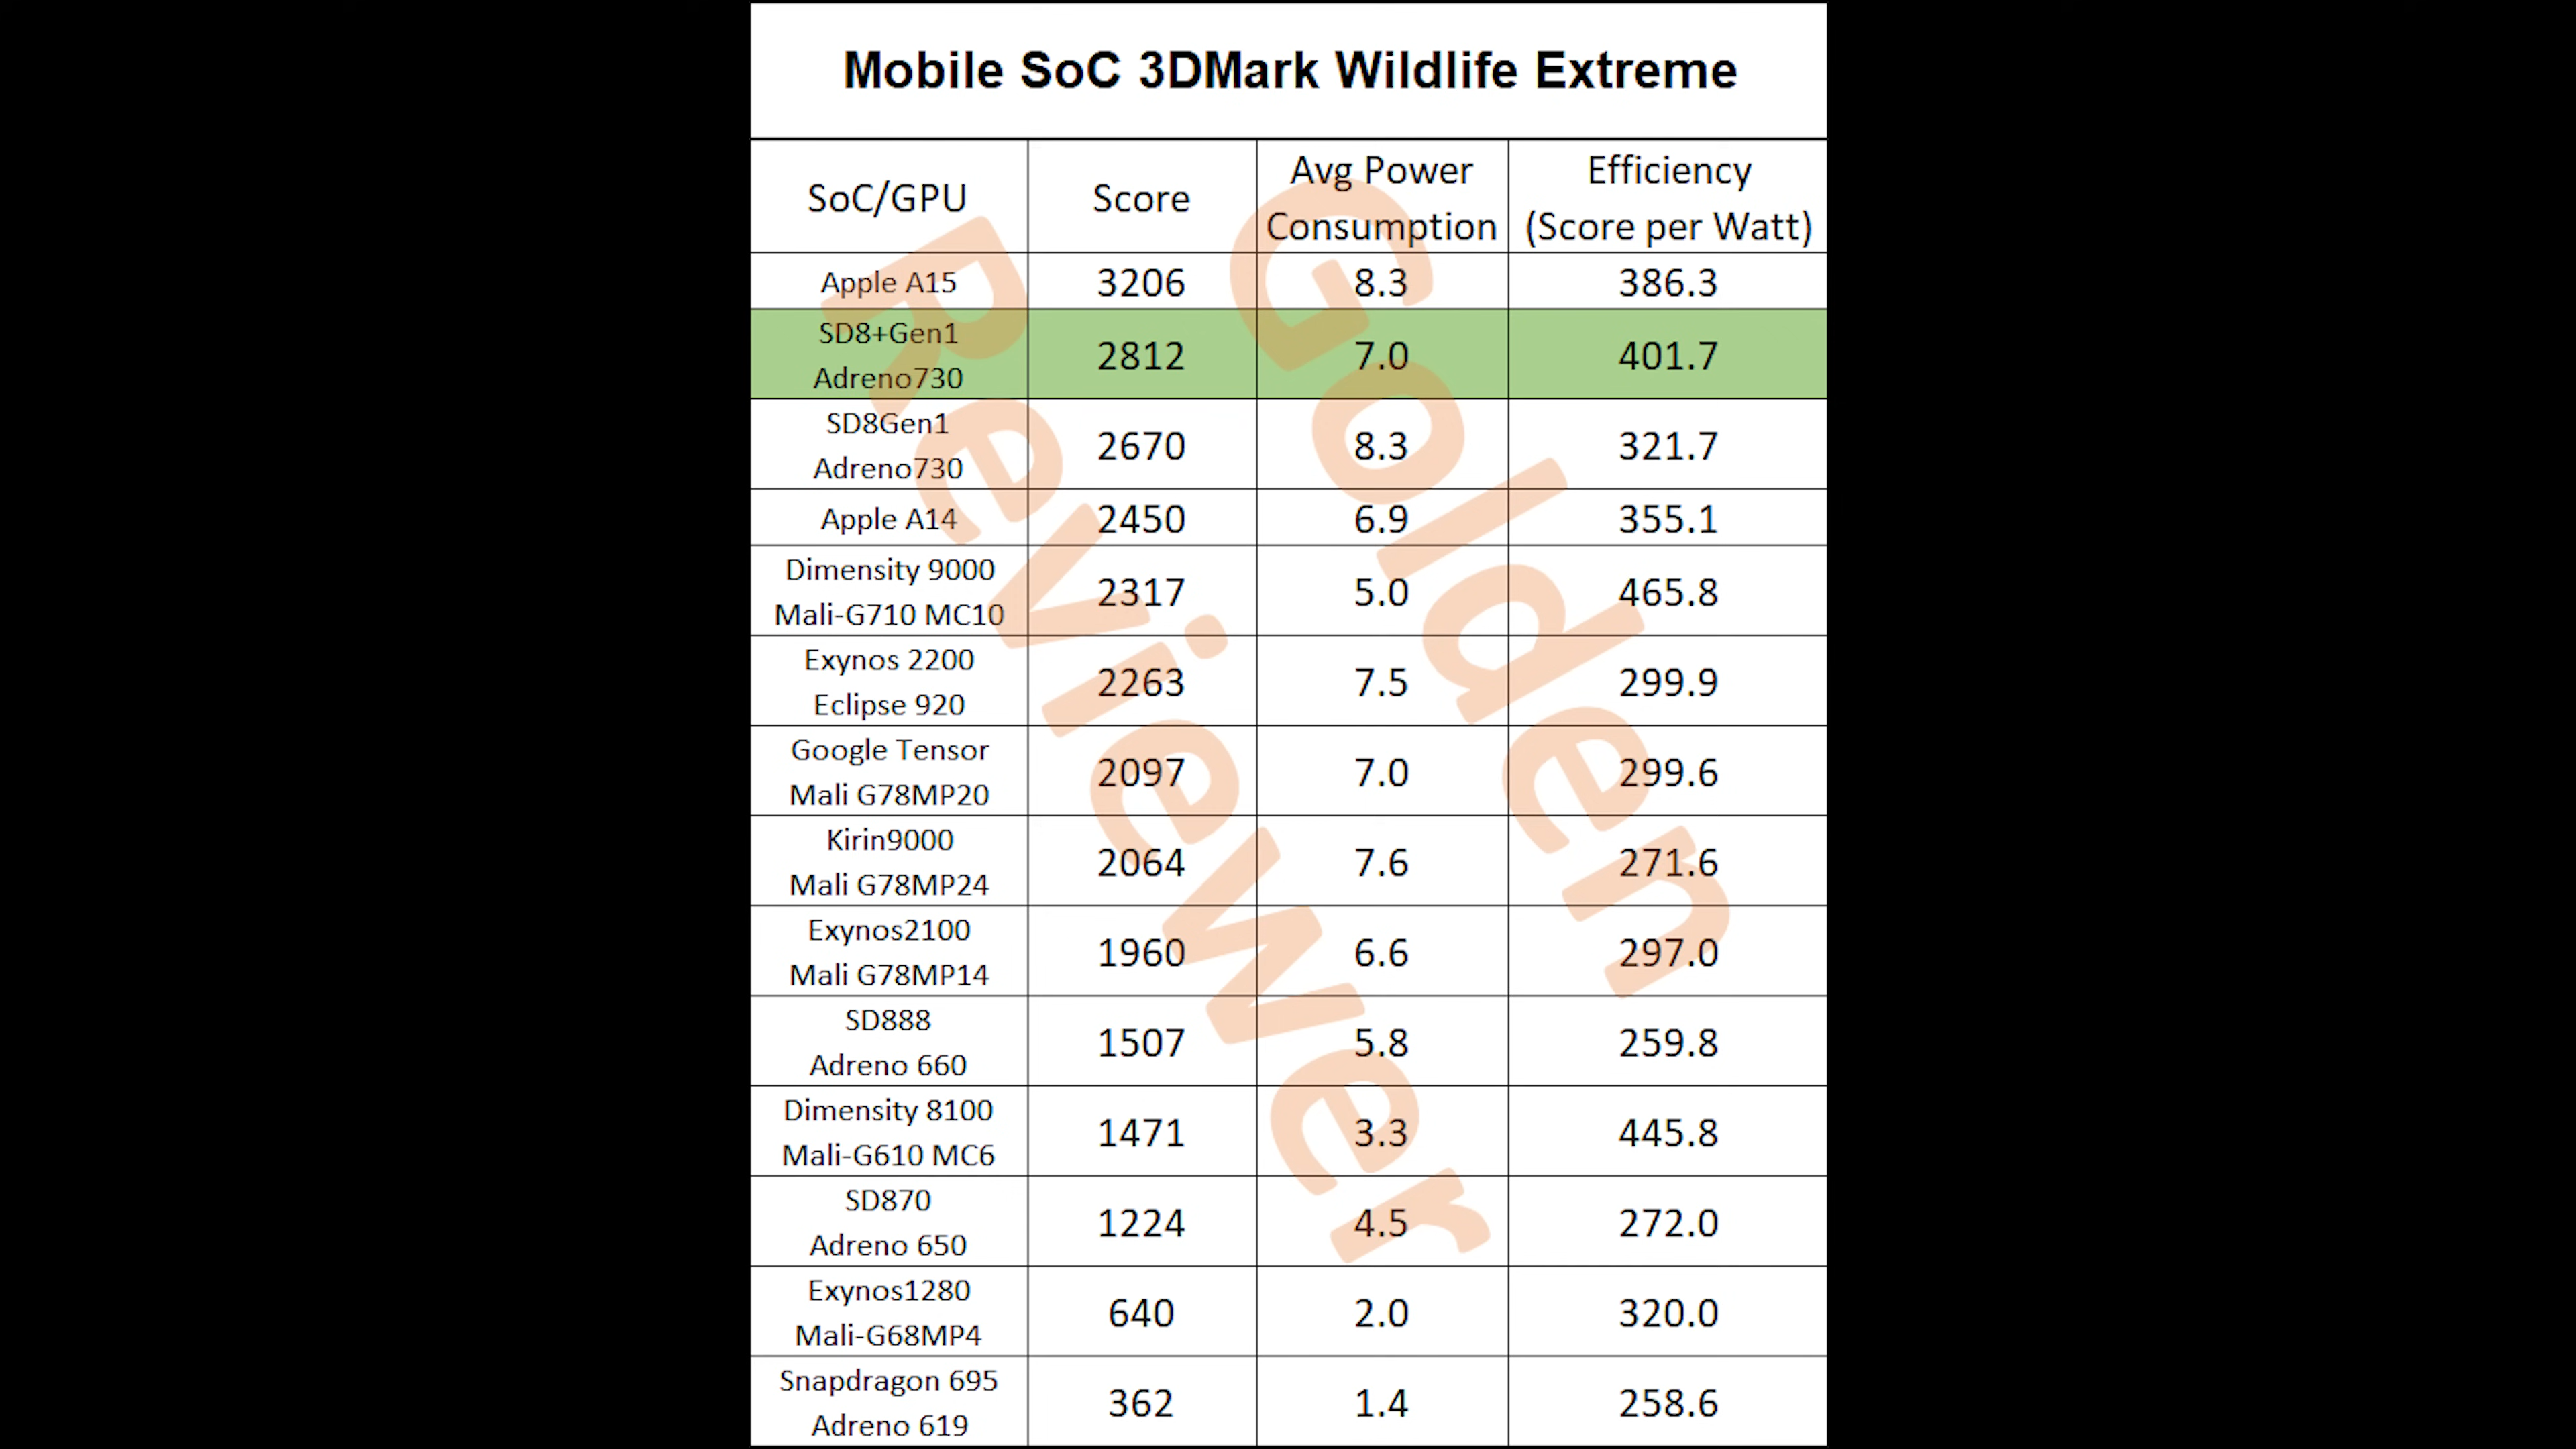 Mobile SoC 3DMark Wildlife Extreme
SoC/GPU Score Avg Power Consumption Efficiency (Score per Watt)
Apple A15 3206 8.3 386.3
SD8+Gen1 Adreno730 2812 7.0 401.7
SD8Gen1 Adreno730 2670 8.3 321.7
Apple A14 2450 6.9 355.1
Dimensity 9000 Mali-G710 MC10 2317 5.0 465.8
Exynos 2200 Eclipse 920 2263 7.5 299.9
Google Tensor Mali G78MP20 2097 7.0 299.6
Kirin9000 Mali G78MP24 2064 7.6 271.6
Exynos2100 Mali G78MP14 1960 6.6 297.0
SD888 Adreno 660 1507 5.8 259.8
Dimensity 8100 Mali-G610 MC6 1471 3.3 445.8
SD870 Adreno 650 1224 4.5 272.0
Exynos1280 Mali-G68MP4 640 2.0 320.0
Snapdragon 695 Adreno 619 362 1.4 258.6
Golden
Reviewer